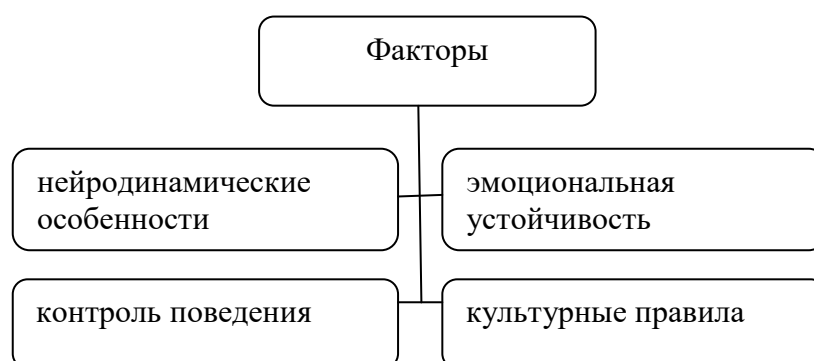 Факторы
нейродинамические
особенности
эмоциональная
устойчивость
контроль поведения
культурные правила